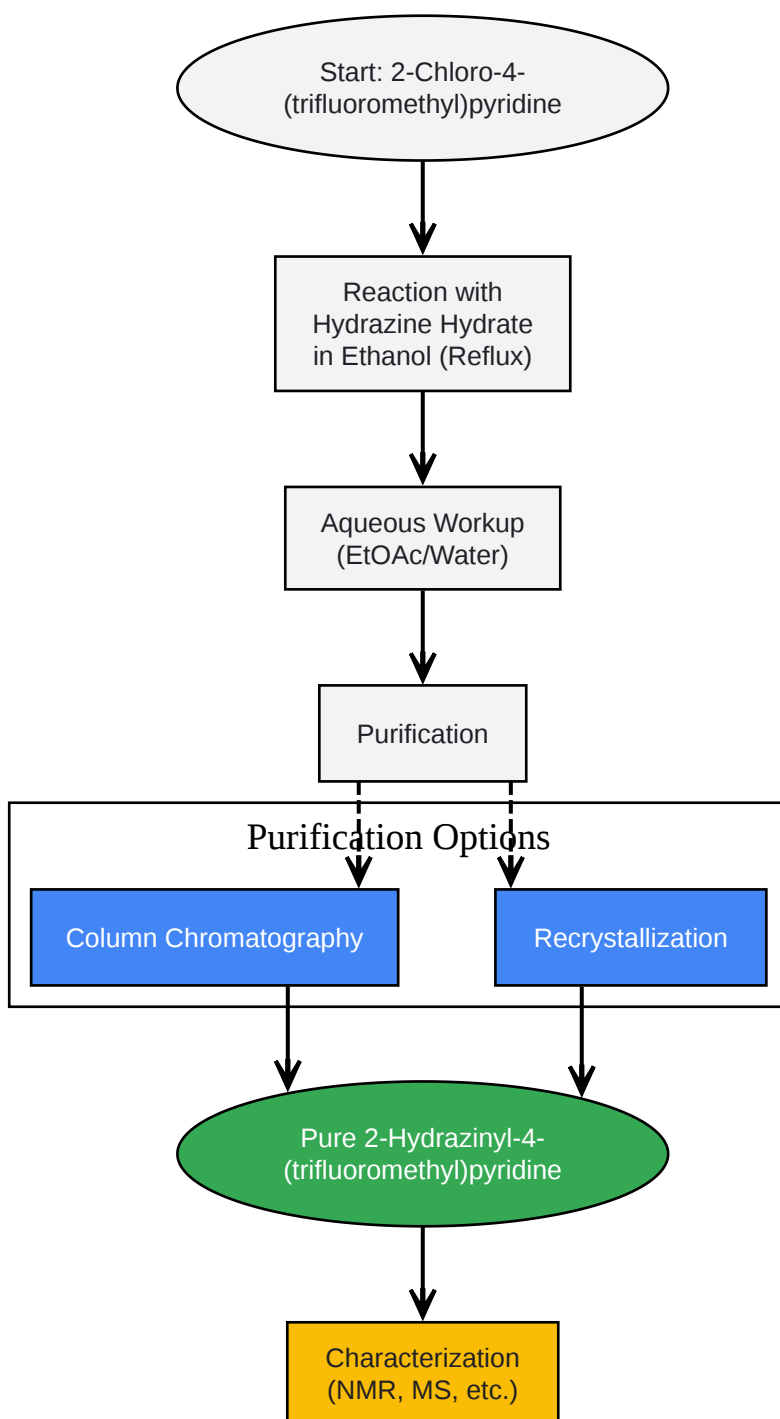 Start: 2-Chloro-4-
(trifluoromethyl)pyridine
Reaction with
Hydrazine Hydrate
in Ethanol (Reflux)
Aqueous Workup
(EtOAc/Water)
Purification
Purification Options
Column Chromatography
Recrystallization
Pure 2-Hydrazinyl-4-
(trifluoromethyl)pyridine
Characterization
(NMR, MS, etc.)